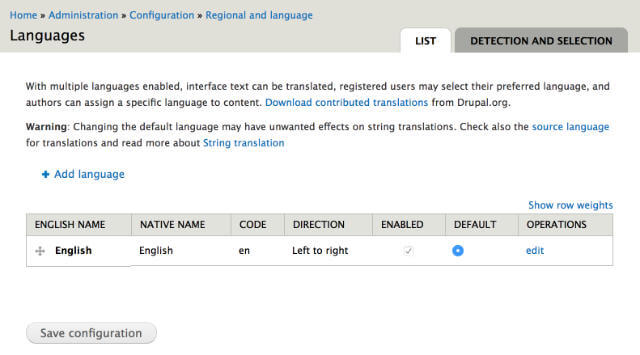 Home » Administration » Configuration » Regional and language
Languages
LIST
DETECTION AND SELECTION
With multiple languages enabled, interface text can be translated, registered users may select their preferred language, and
authors can assign a specific language to content. Download contributed translations from Drupal.org.
Warning: Changing the default language may have unwanted effects on string translations. Check also the source language
for translations and read more about String translation
+ Add language
Show row weights
ENGLISH NAME NATIVE NAME CODE DIRECTION ENABLED DEFAULT OPERATIONS
English English en Left to right edit
Save configuration